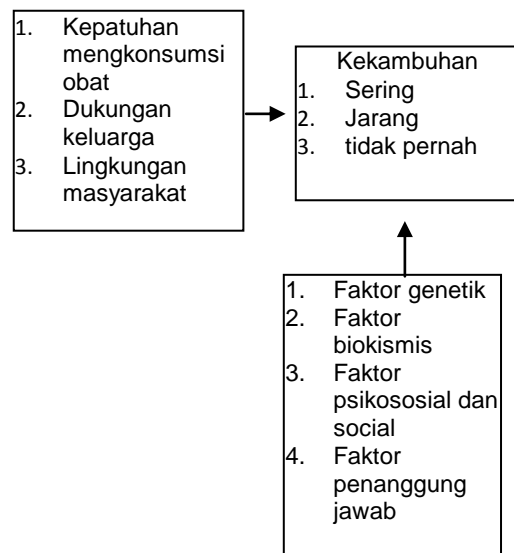 1. Kepatuhan
mengkonsumsi
obat
2. Dukungan
keluarga
3. Lingkungan
masyarakat
Kekambuhan
1. Sering
2. Jarang
3. tidak pernah
1. Faktor genetik
2. Faktor
biokismis
3. Faktor
psikososial dan
social
4. Faktor
penanggung
jawab